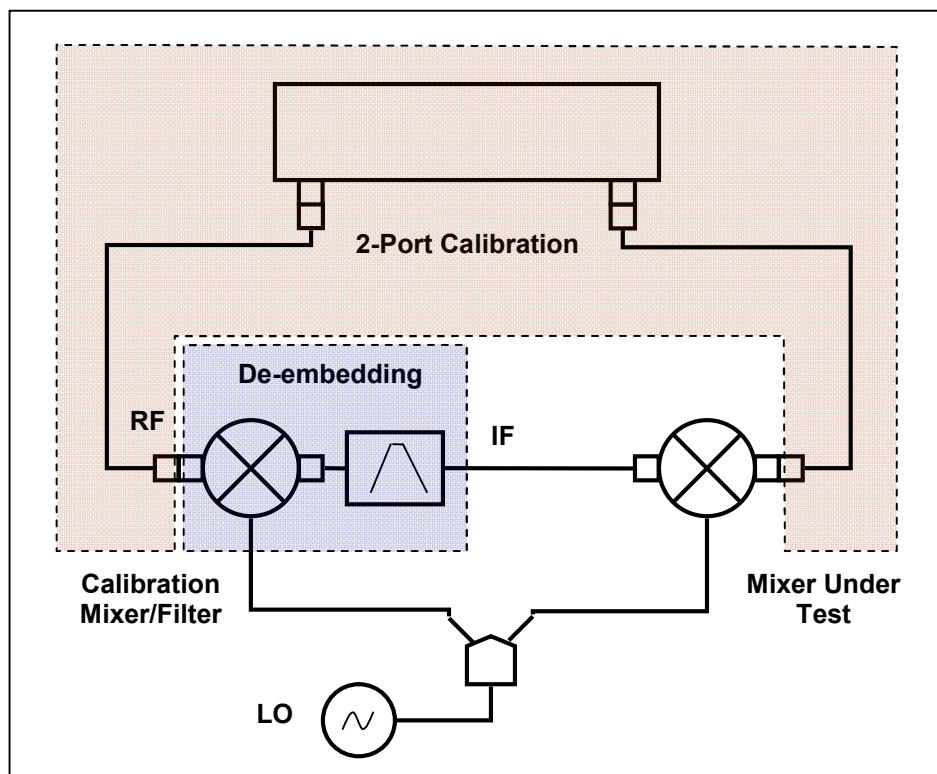 2-Port Calibration
De-embedding
RF
IF
Calibration
Mixer/Filter
Mixer Under
Test
LO